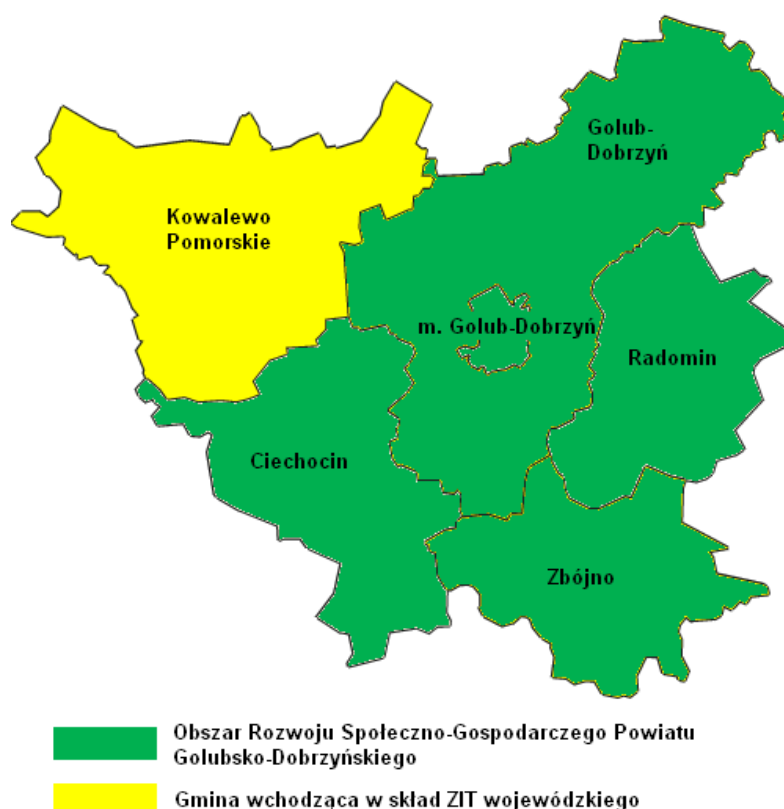 Golub-
Dobrzyń
Kowalewo
Pomorskie
m. Golub-Dobrzyń
Radomin
Ciechocin
Zbójno
Obszar Rozwoju Społeczno-Gospodarczego Powiatu
Golubsko-Dobrzyńskiego
Gmina wchodząca w skład ZIT wojewódzkiego